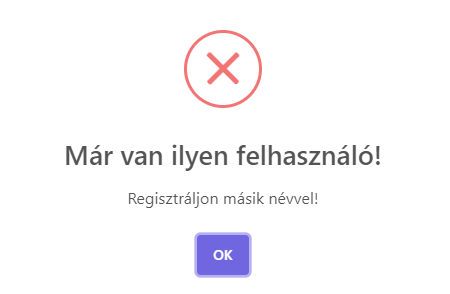 Már van ilyen felhasználó!
Regisztráljon másik névvel!
OK